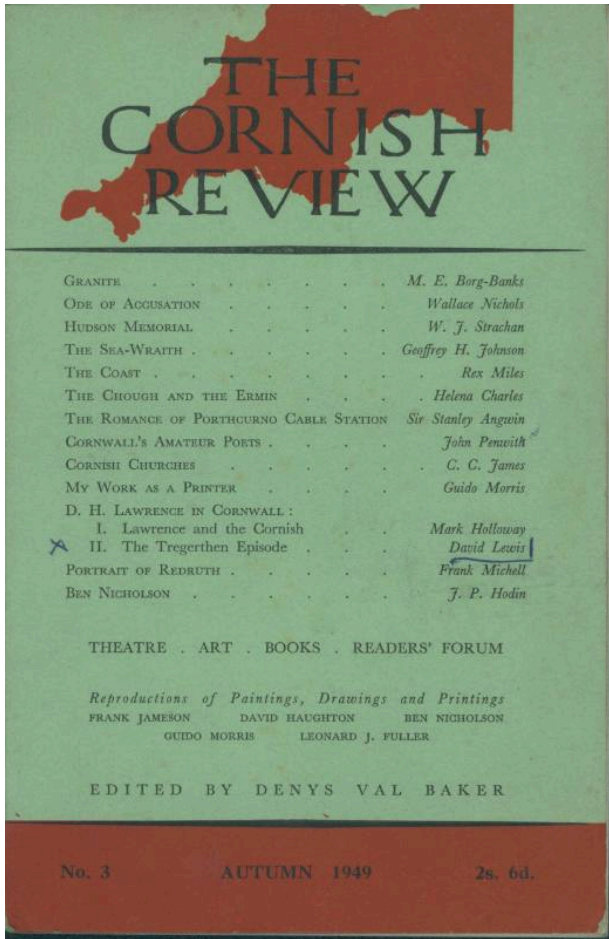 THE
CORNISH
REVIEW
GRANITE . . . . . . . M. E. Borg-Banks
ODE OF ACCUSATION . . . . . Wallace Nichols
HUDSON MEMORIAL . . . . . W. J. Strachan
THE SEA-WRAITH . . . . . . Geoffrey H. Johnson
THE COAST . . . . . . . Rex Miles
THE CHOUGH AND THE ERMIN . . . . Helena Charles
THE ROMANCE OF PORTHCURNO CABLE STATION Sir Stanley Angwin
CORNWALL'S AMATEUR POETS . . . . John Penwith
CORNISH CHURCHES . . . . . C. C. James
MY WORK AS A PRINTER . . . . Guido Morris
D. H. LAWRENCE IN CORNWALL :
I. Lawrence and the Cornish . . Mark Holloway
X II. The Tregerthen Episode . . . David Lewis
PORTRAIT OF REDRUTH . . . . . Frank Michell
BEN NICHOLSON . . . . . . J. P. Hodin
THEATRE . ART . BOOKS . READERS' FORUM
Reproductions of Paintings, Drawings and Printings
FRANK JAMESON DAVID HAUGHTON BEN NICHOLSON
GUIDO MORRIS LEONARD J. FULLER
EDITED BY DENYS VAL BAKER
No. 3 AUTUMN 1949 2s. 6d.